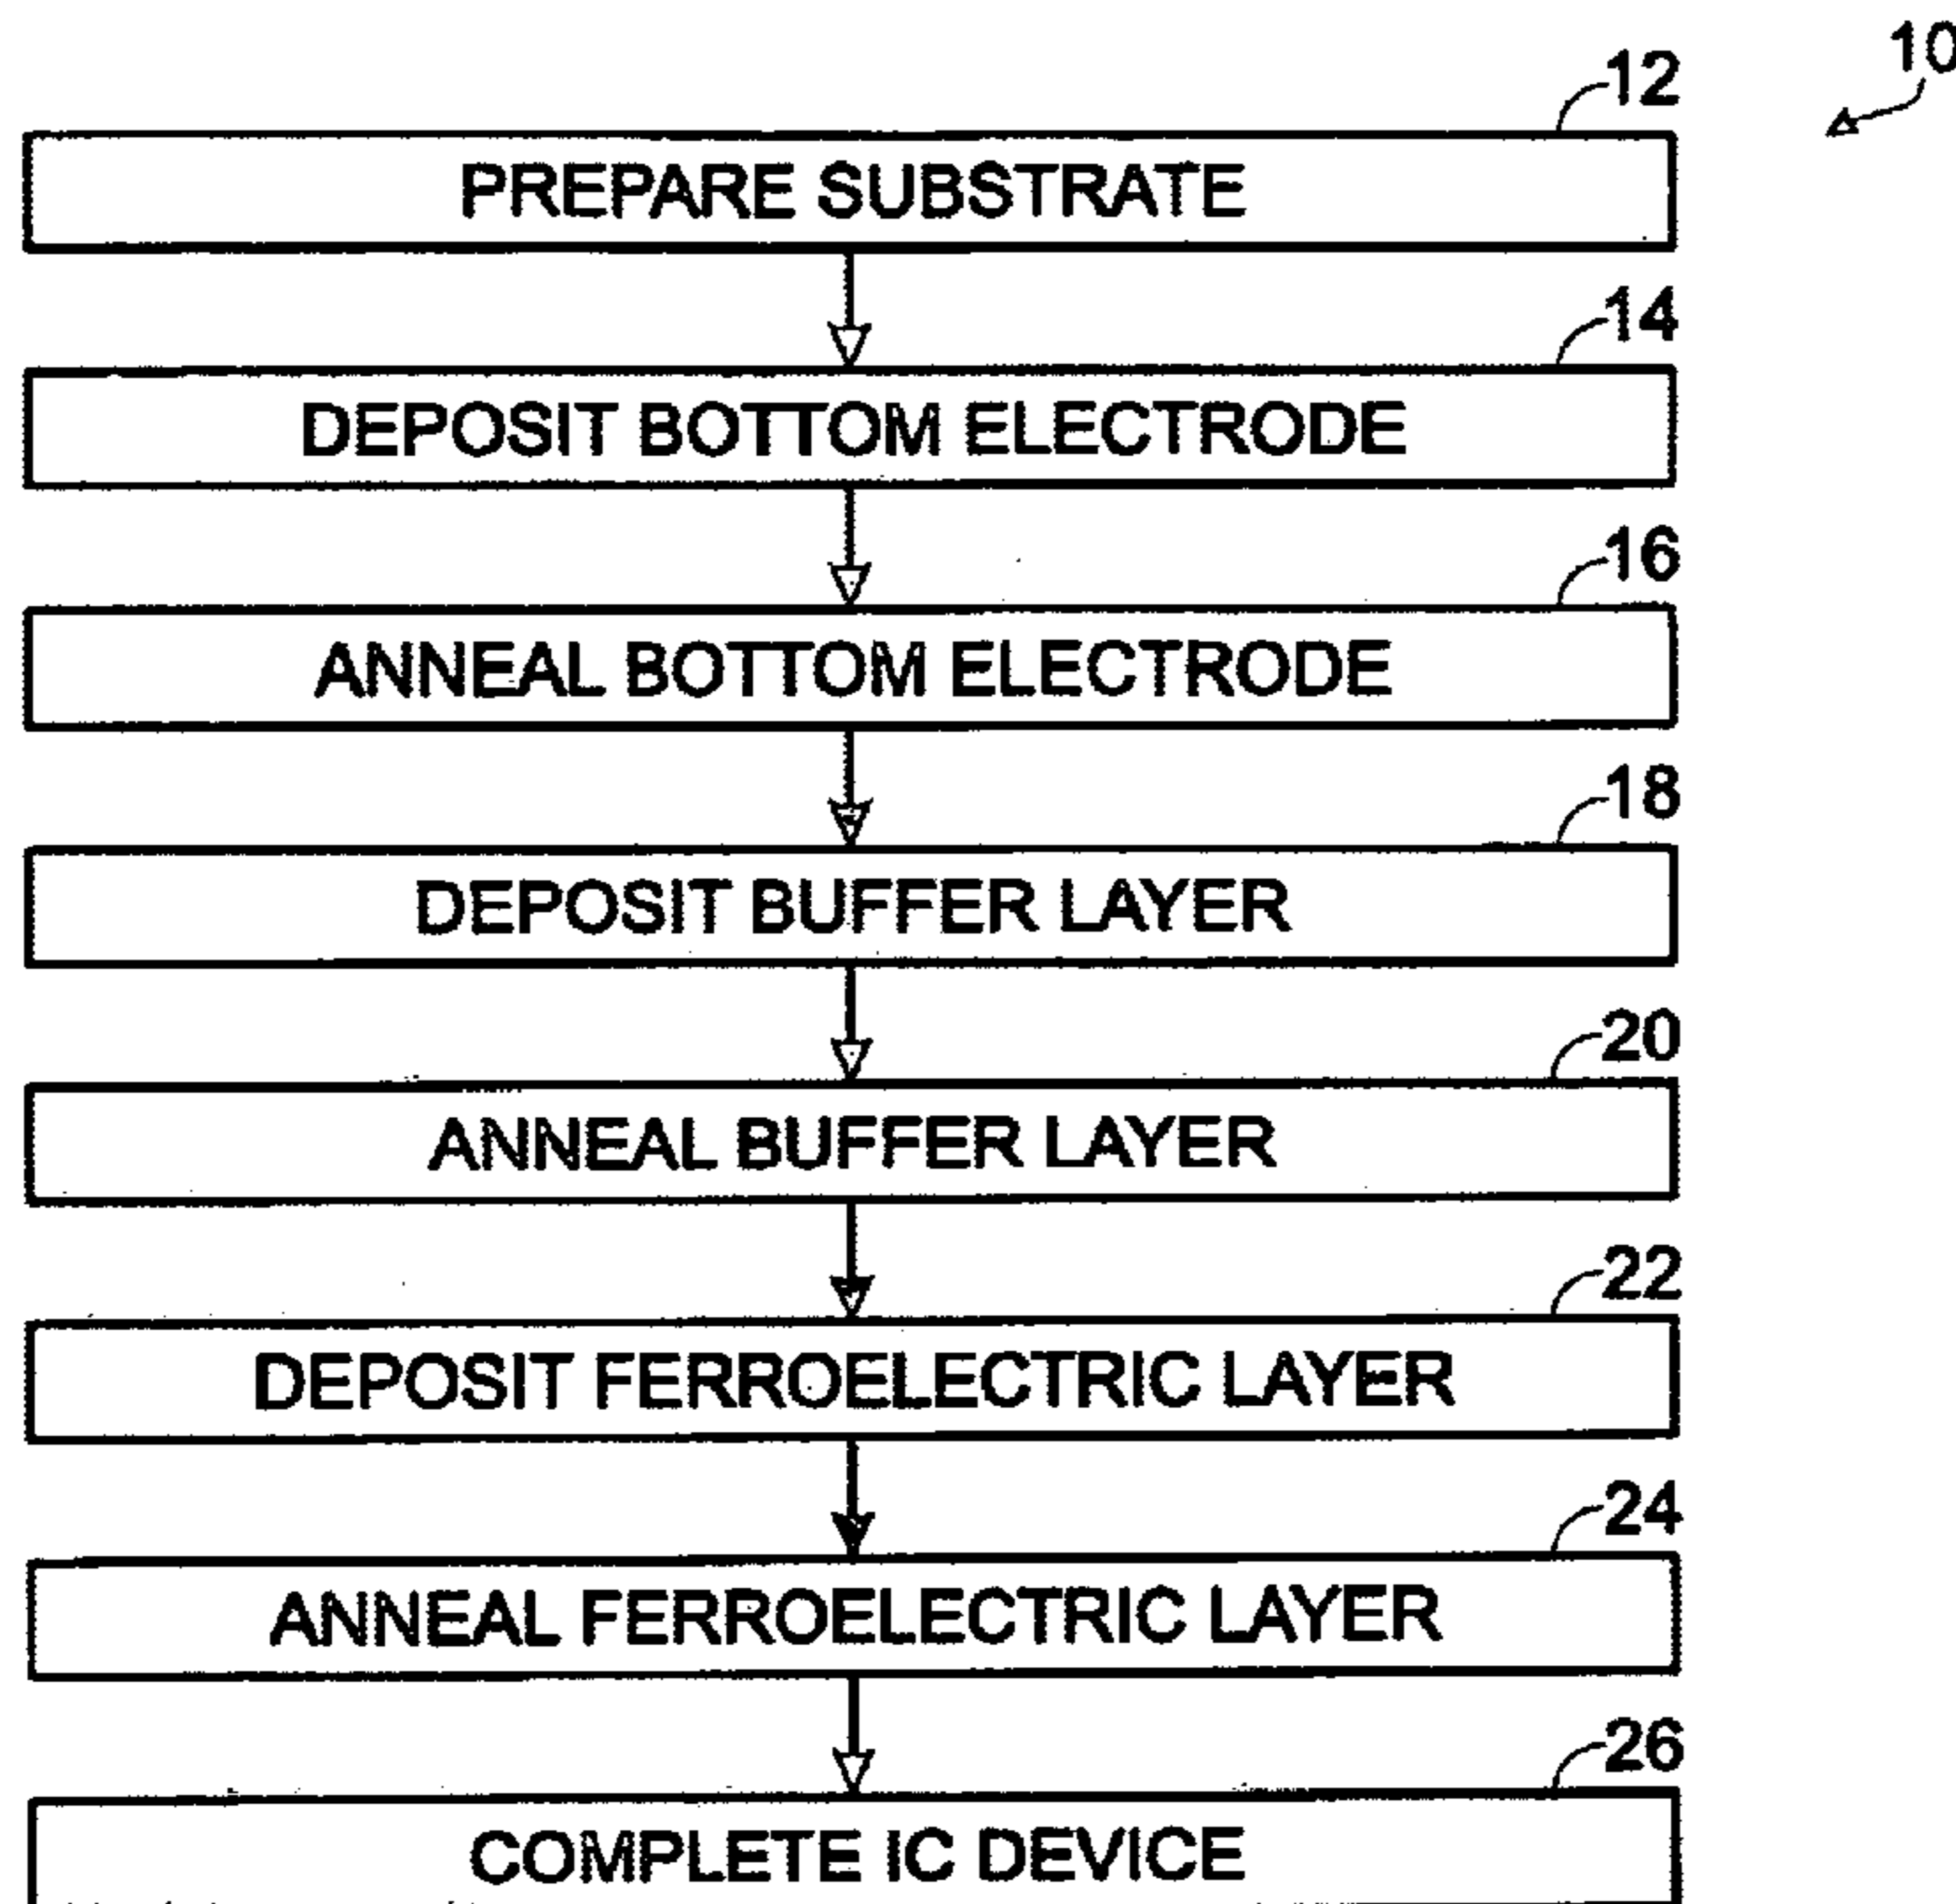 10
12
PREPARE SUBSTRATE
14
DEPOSIT BOTTOM ELECTRODE
16
ANNEAL BOTTOM ELECTRODE
18
DEPOSIT BUFFER LAYER
20
ANNEAL BUFFER LAYER
22
DEPOSIT FERROELECTRIC LAYER
24
ANNEAL FERROELECTRIC LAYER
26
COMPLETE IC DEVICE